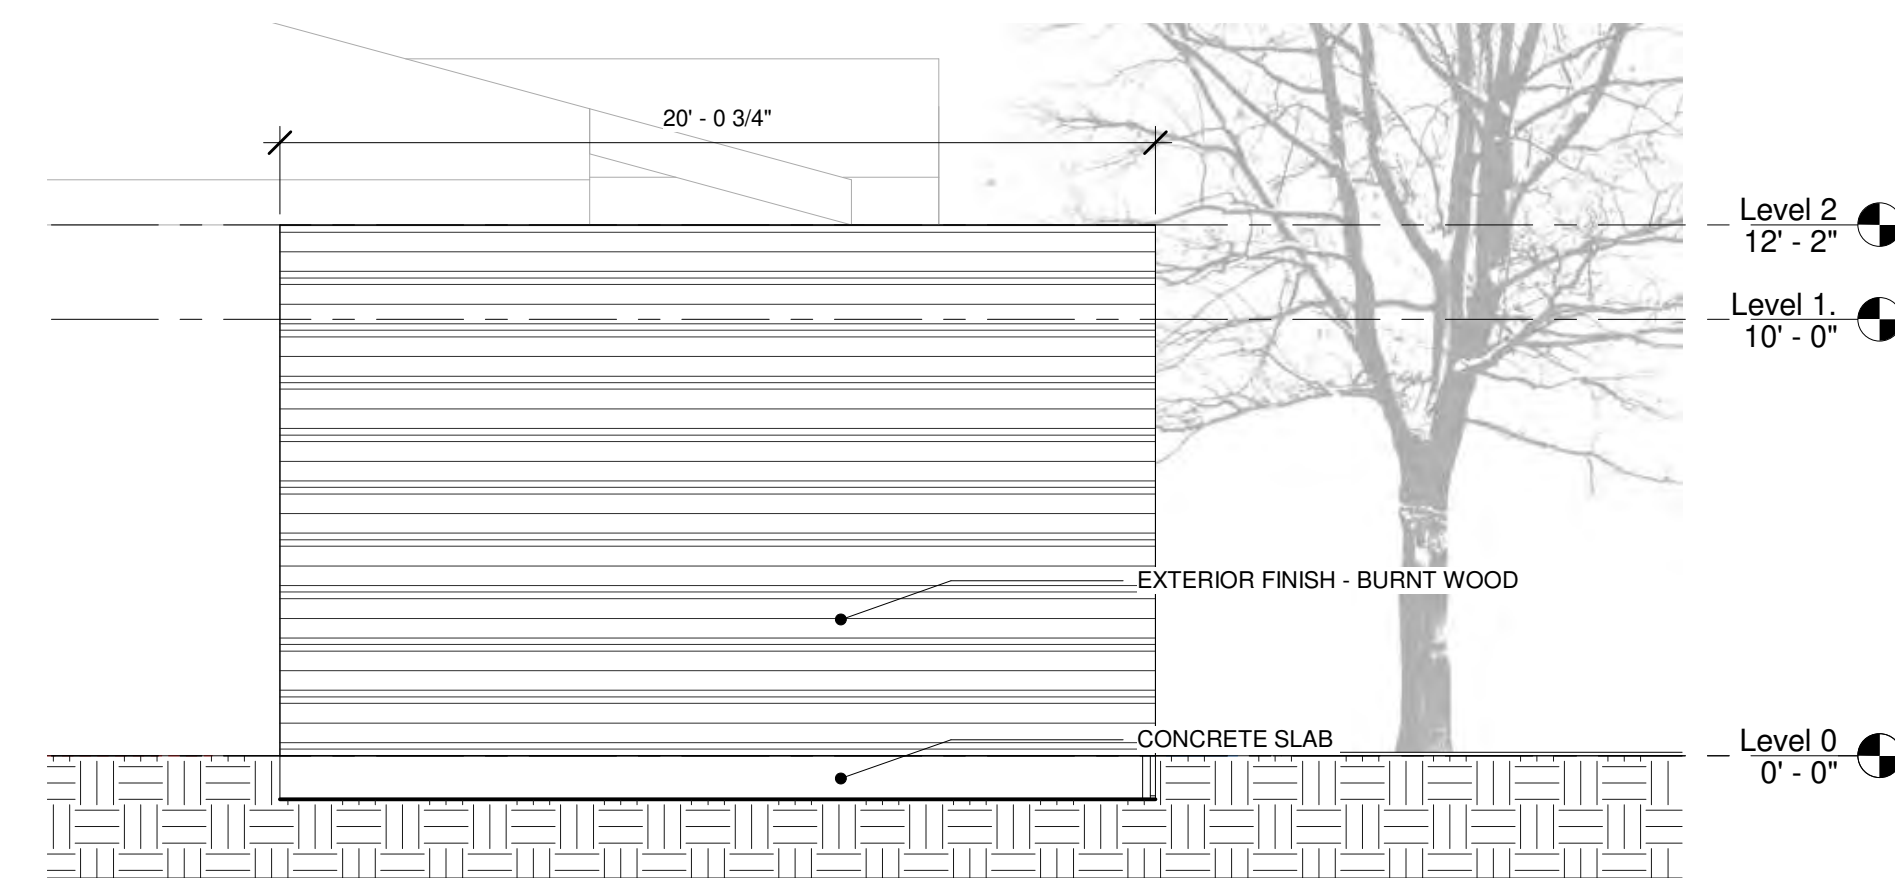 20' - 0 3/4"
Level 2
12' - 2"
Level 1.
10' - 0"
EXTERIOR FINISH - BURNT WOOD
CONCRETE SLAB
Level 0
0' - 0"